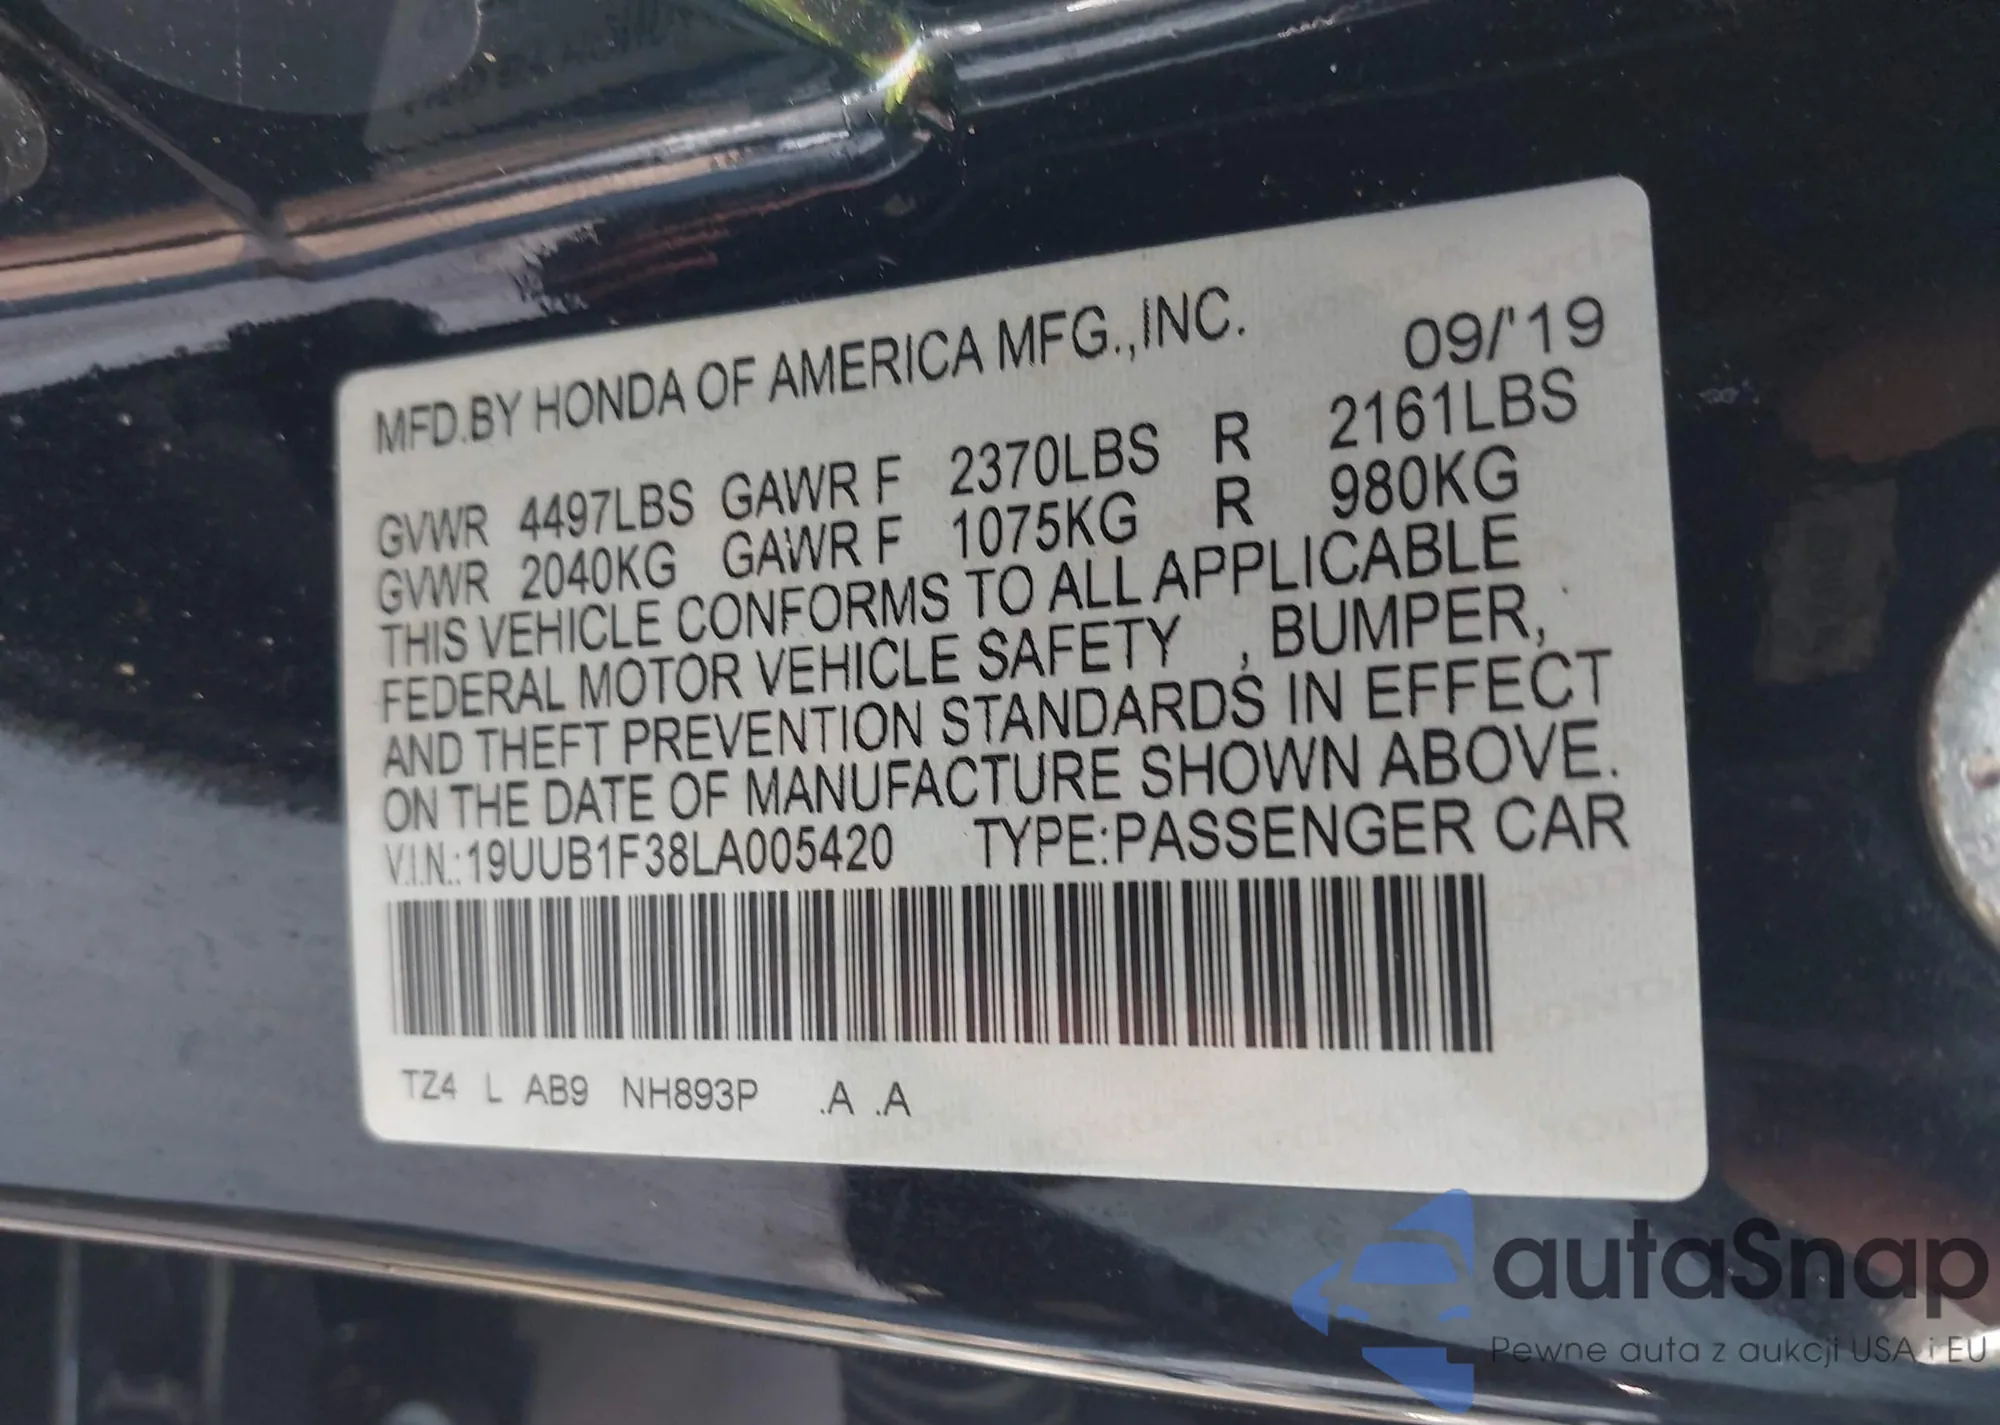 MFD.BY HONDA OF AMERICA MFG.,INC. 09/'19
GVWR 4497LBS GAWR F 2370LBS R 2161LBS
GVWR 2040KG GAWR F 1075KG R 980KG
THIS VEHICLE CONFORMS TO ALL APPLICABLE
FEDERAL MOTOR VEHICLE SAFETY , BUMPER,
AND THEFT PREVENTION STANDARDS IN EFFECT
ON THE DATE OF MANUFACTURE SHOWN ABOVE.
V.I.N.:19UUB1F38LA005420 TYPE:PASSENGER CAR
TZ4 L AB9 NH893P .A .A
autaSnap
Pewne auta z aukcji USA i EU